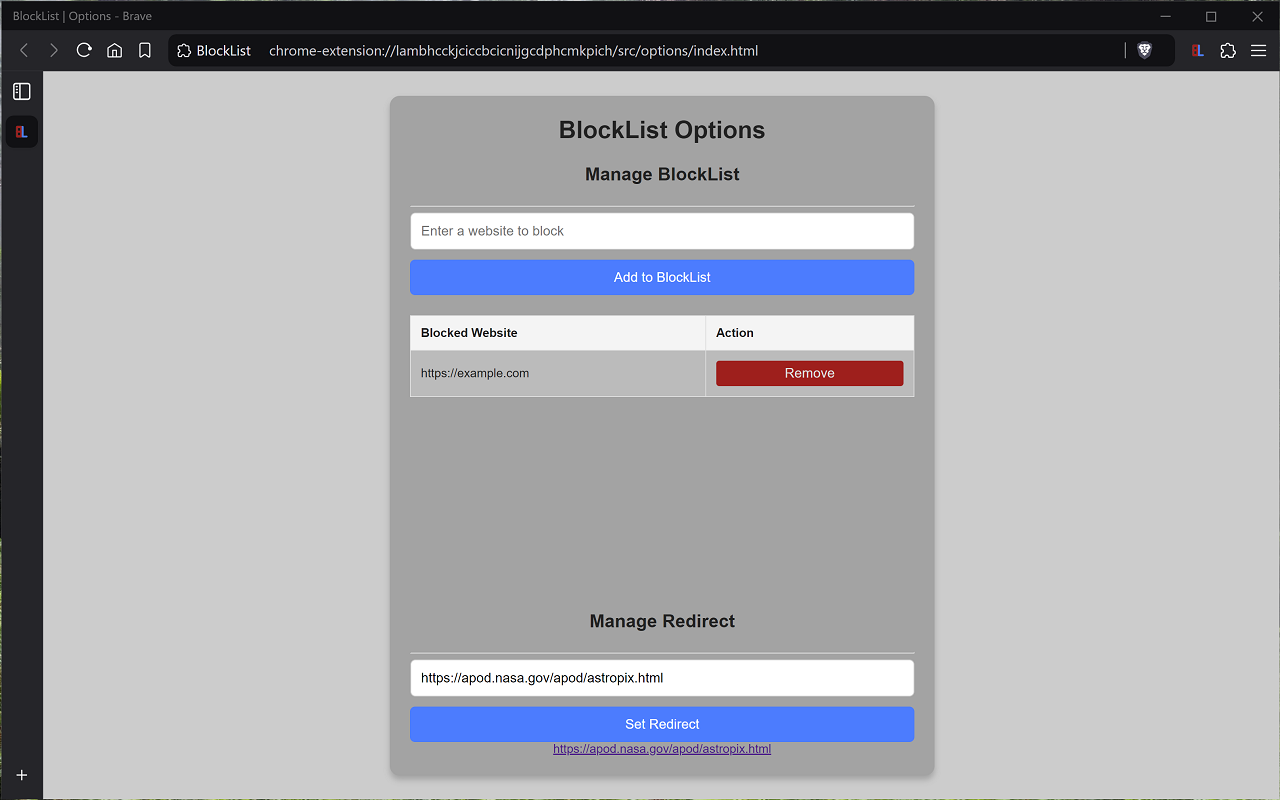 BlockList | Options - Brave
BlockList chrome-extension://lambhcckjciccbcicnijgcdphcmkpich/src/options/index.html
BL
BL
BlockList Options
Manage BlockList
Enter a website to block
Add to BlockList
Blocked Website Action
https://example.com Remove
Manage Redirect
https://apod.nasa.gov/apod/astropix.html
Set Redirect
https://apod.nasa.gov/apod/astropix.html